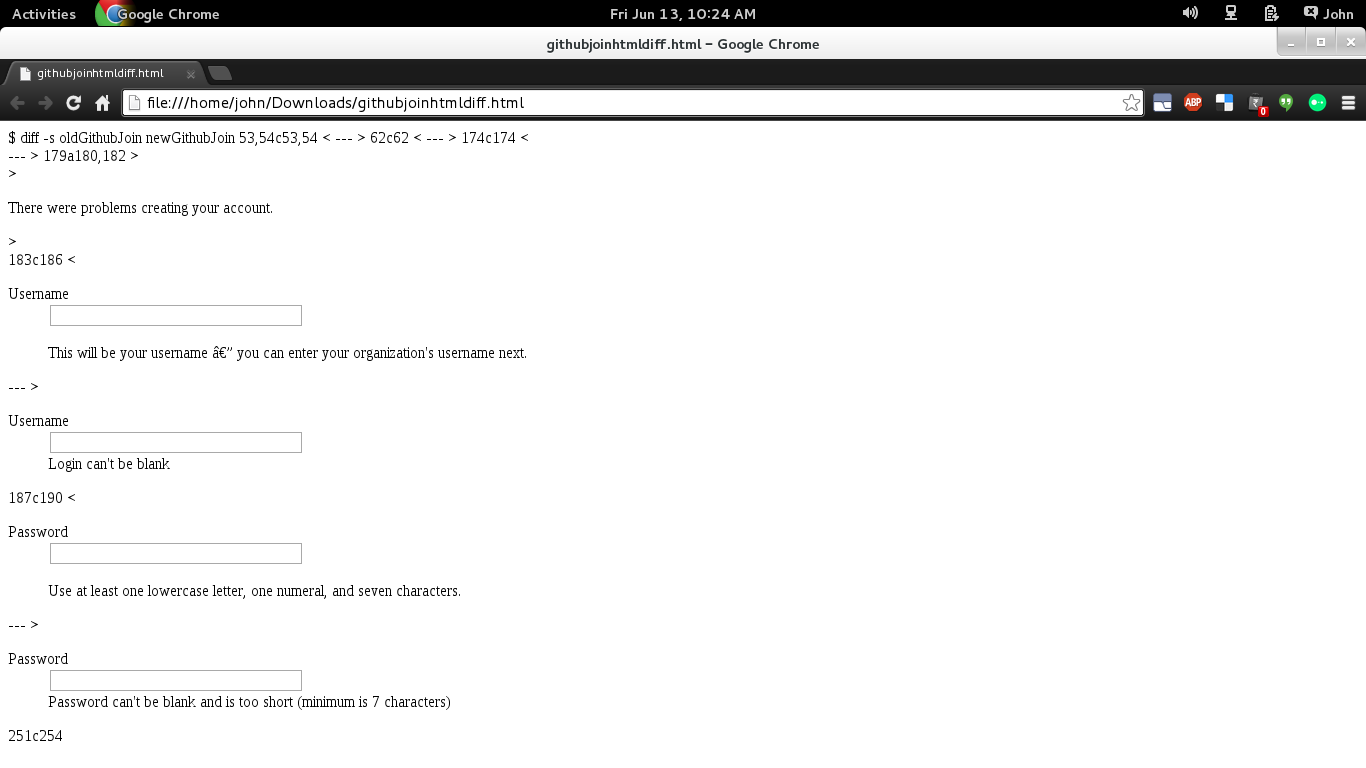 Activities Google Chrome Fri Jun 13, 10:24 AM John
githubjoinhtmldiff.html – Google Chrome
githubjoinhtmldiff.html
file:///home/john/Downloads/githubjoinhtmldiff.html ABP 0
$ diff -s oldGithubJoin newGithubJoin 53,54c53,54 < --- > 62c62 < --- > 174c174 <
--- > 179a180,182 >
>
There were problems creating your account.
>
183c186 <
Username
This will be your username â€” you can enter your organization's username next.
--- >
Username
Login can't be blank
187c190 <
Password
Use at least one lowercase letter, one numeral, and seven characters.
--- >
Password
Password can't be blank and is too short (minimum is 7 characters)
251c254